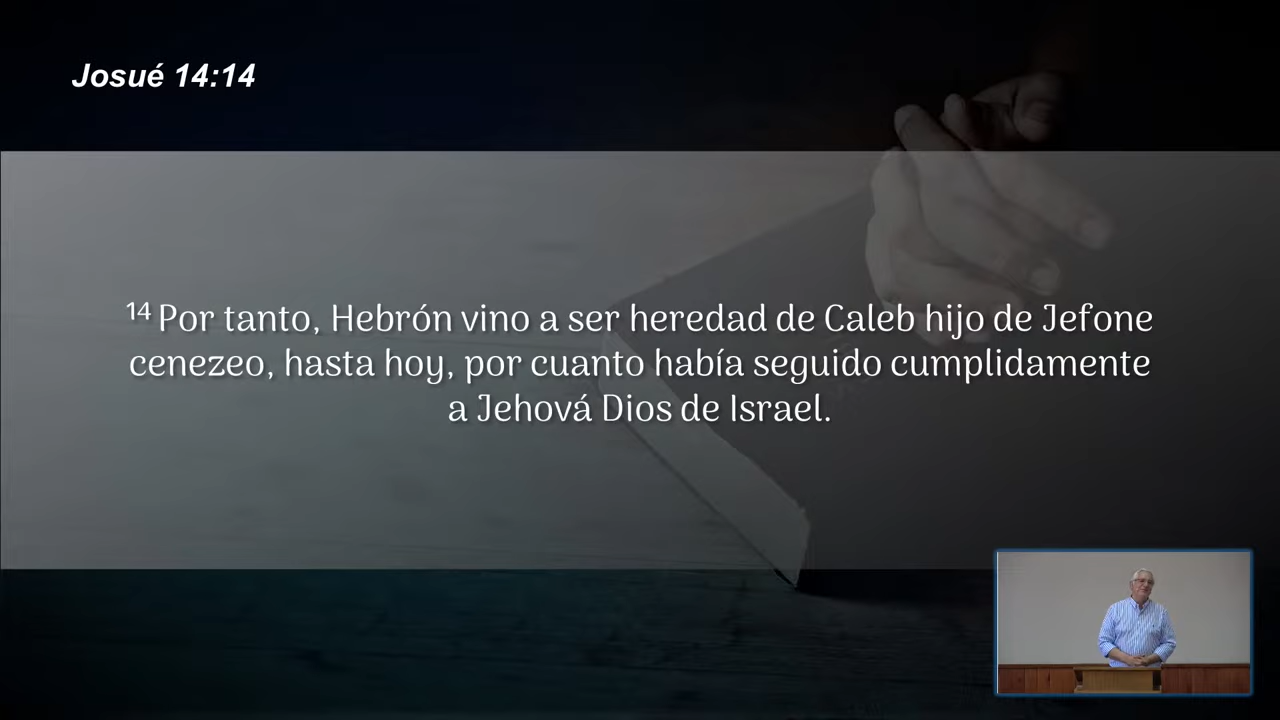 Josué 14:14
14 Por tanto, Hebrón vino a ser heredad de Caleb hijo de Jefone
cenezeo, hasta hoy, por cuanto había seguido cumplidamente
a Jehová Dios de Israel.